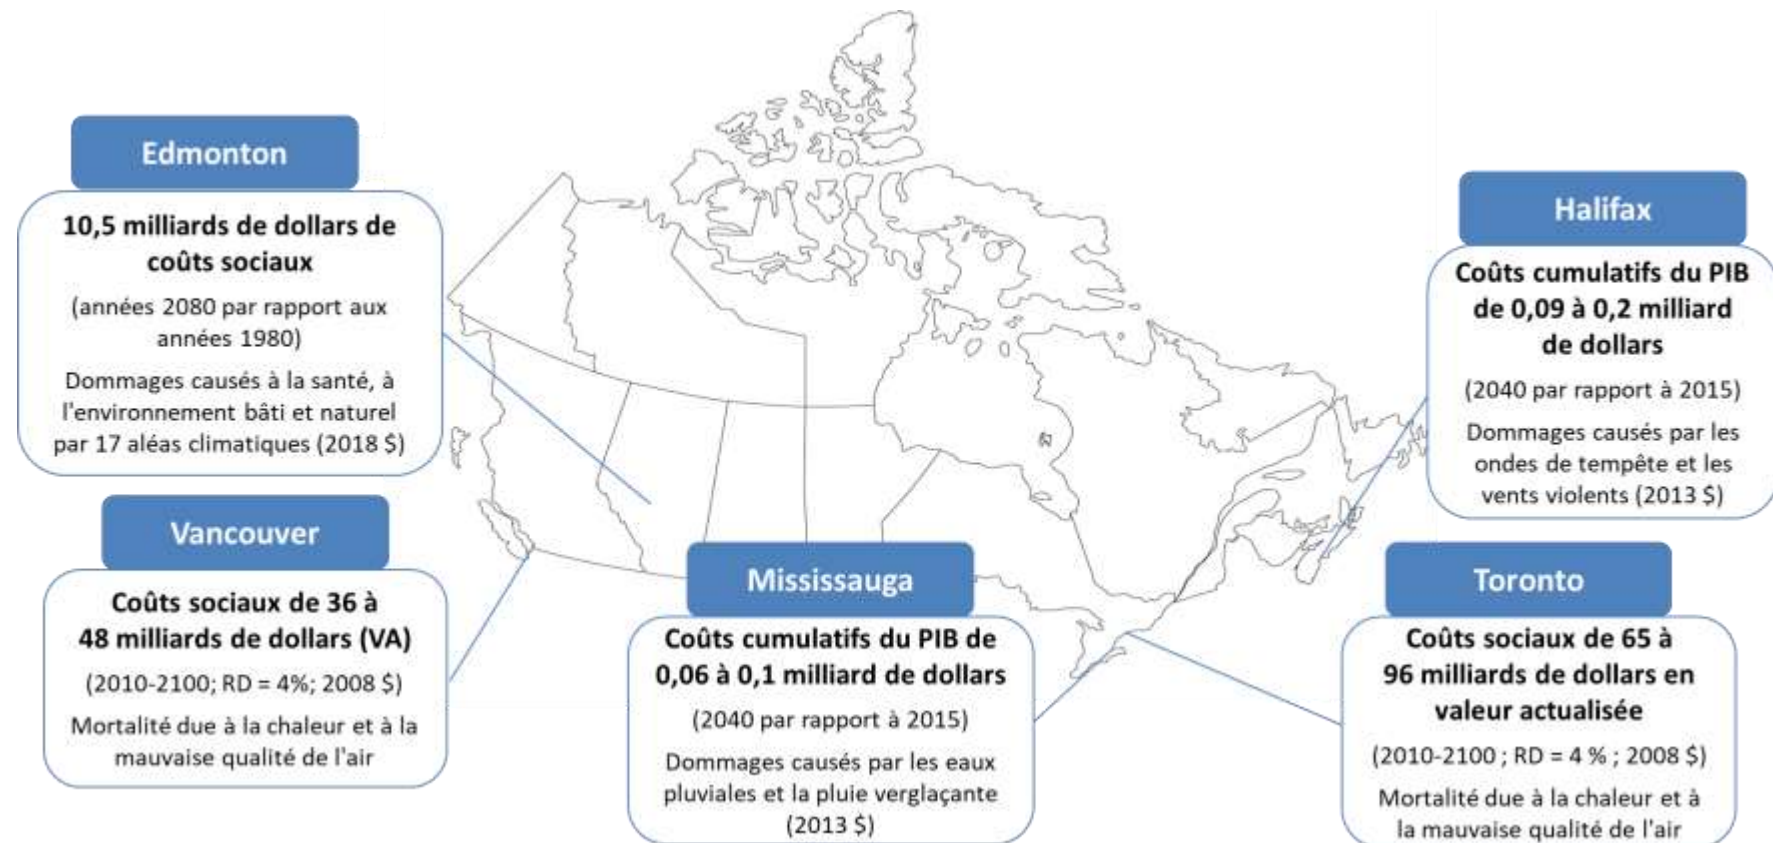 Edmonton
10,5 milliards de dollars de
coûts sociaux
(années 2080 par rapport aux
années 1980)
Dommages causés à la santé, à
l'environnement bâti et naturel
par 17 aléas climatiques (2018 $)
Vancouver
Coûts sociaux de 36 à
48 milliards de dollars (VA)
(2010-2100; RD = 4%; 2008 $)
Mortalité due à la chaleur et à la
mauvaise qualité de l'air
Mississauga
Coûts cumulatifs du PIB de
0,06 à 0,1 milliard de dollars
(2040 par rapport à 2015)
Dommages causés par les eaux
pluviales et la pluie verglaçante
(2013 $)
Halifax
Coûts cumulatifs du PIB
de 0,09 à 0,2 milliard
de dollars
(2040 par rapport à 2015)
Dommages causés par les
ondes de tempête et les
vents violents (2013 $)
Toronto
Coûts sociaux de 65 à
96 milliards de dollars en
valeur actualisée
(2010-2100 ; RD = 4 % ; 2008 $)
Mortalité due à la chaleur et à
la mauvaise qualité de l'air